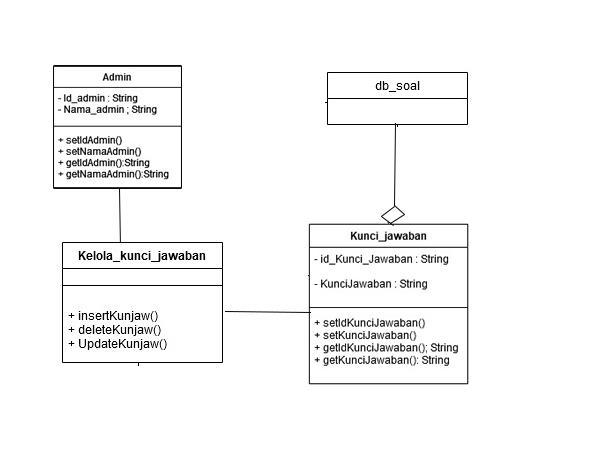 Admin
- Id_admin : String
- Nama_admin ; String
+ setIdAdmin()
+ setNamaAdmin()
+ getIdAdmin():String
+ getNamaAdmin():String
db_soal
Kelola_kunci_jawaban
+ insertKunjaw()
+ deleteKunjaw()
+ UpdateKunjaw()
Kunci_jawaban
- id_Kunci_Jawaban : String
- KunciJawaban : String
+ setIdKunciJawaban()
+ setKunciJawaban()
+ getIdKunciJawaban(); String
+ getKunciJawaban(): String